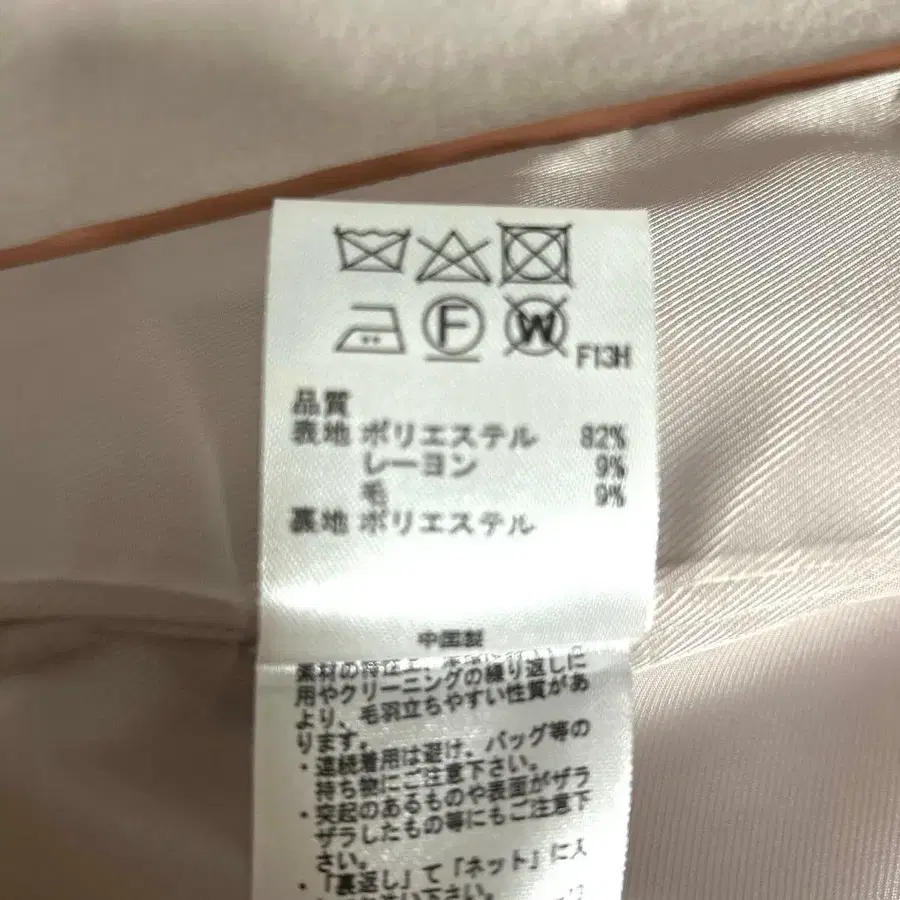 F
W
F13H
品質
表地 ポリエステル 82%
レーヨン 9%
毛 9%
裏地 ポリエステル
中国製
素材の特性上、
用やクリーニングの繰り返しに
より、毛羽立ちやすい性質があ
ります。
・連続着用は避け、バッグ等の
持ち物にご注意下さい。
・突起のあるものや表面がザラ
ザラしたもの等にもご注意下
さい。
・「裏返し」て「ネット」に入